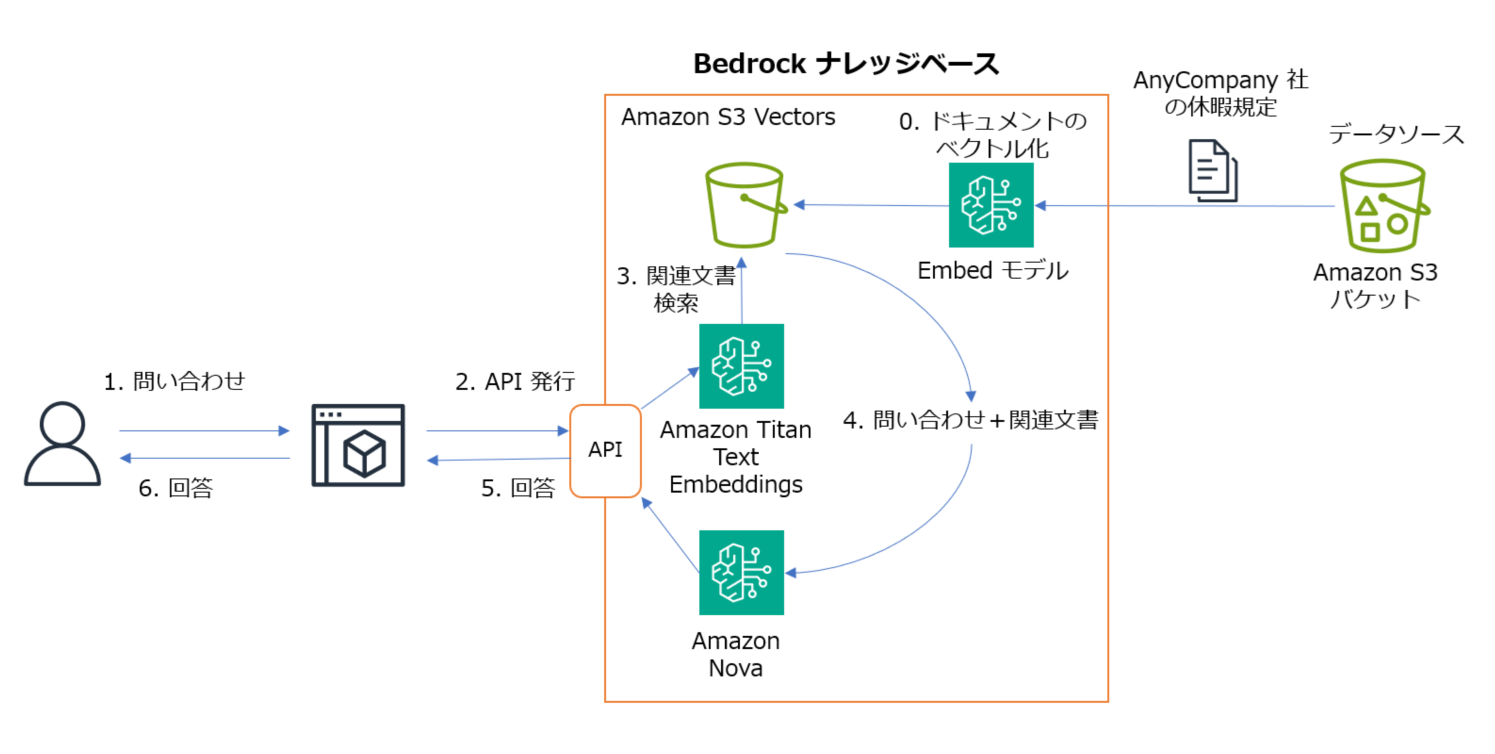 Bedrock ナレッジベース
AnyCompany 社
の休暇規定
データソース
Amazon S3 Vectors
0. ドキュメントの
ベクトル化
Embed モデル
Amazon S3
バケット
3. 関連文書
検索
1. 問い合わせ
2. API 発行
API
Amazon Titan
Text
Embeddings
4. 問い合わせ＋関連文書
6. 回答
5. 回答
Amazon
Nova